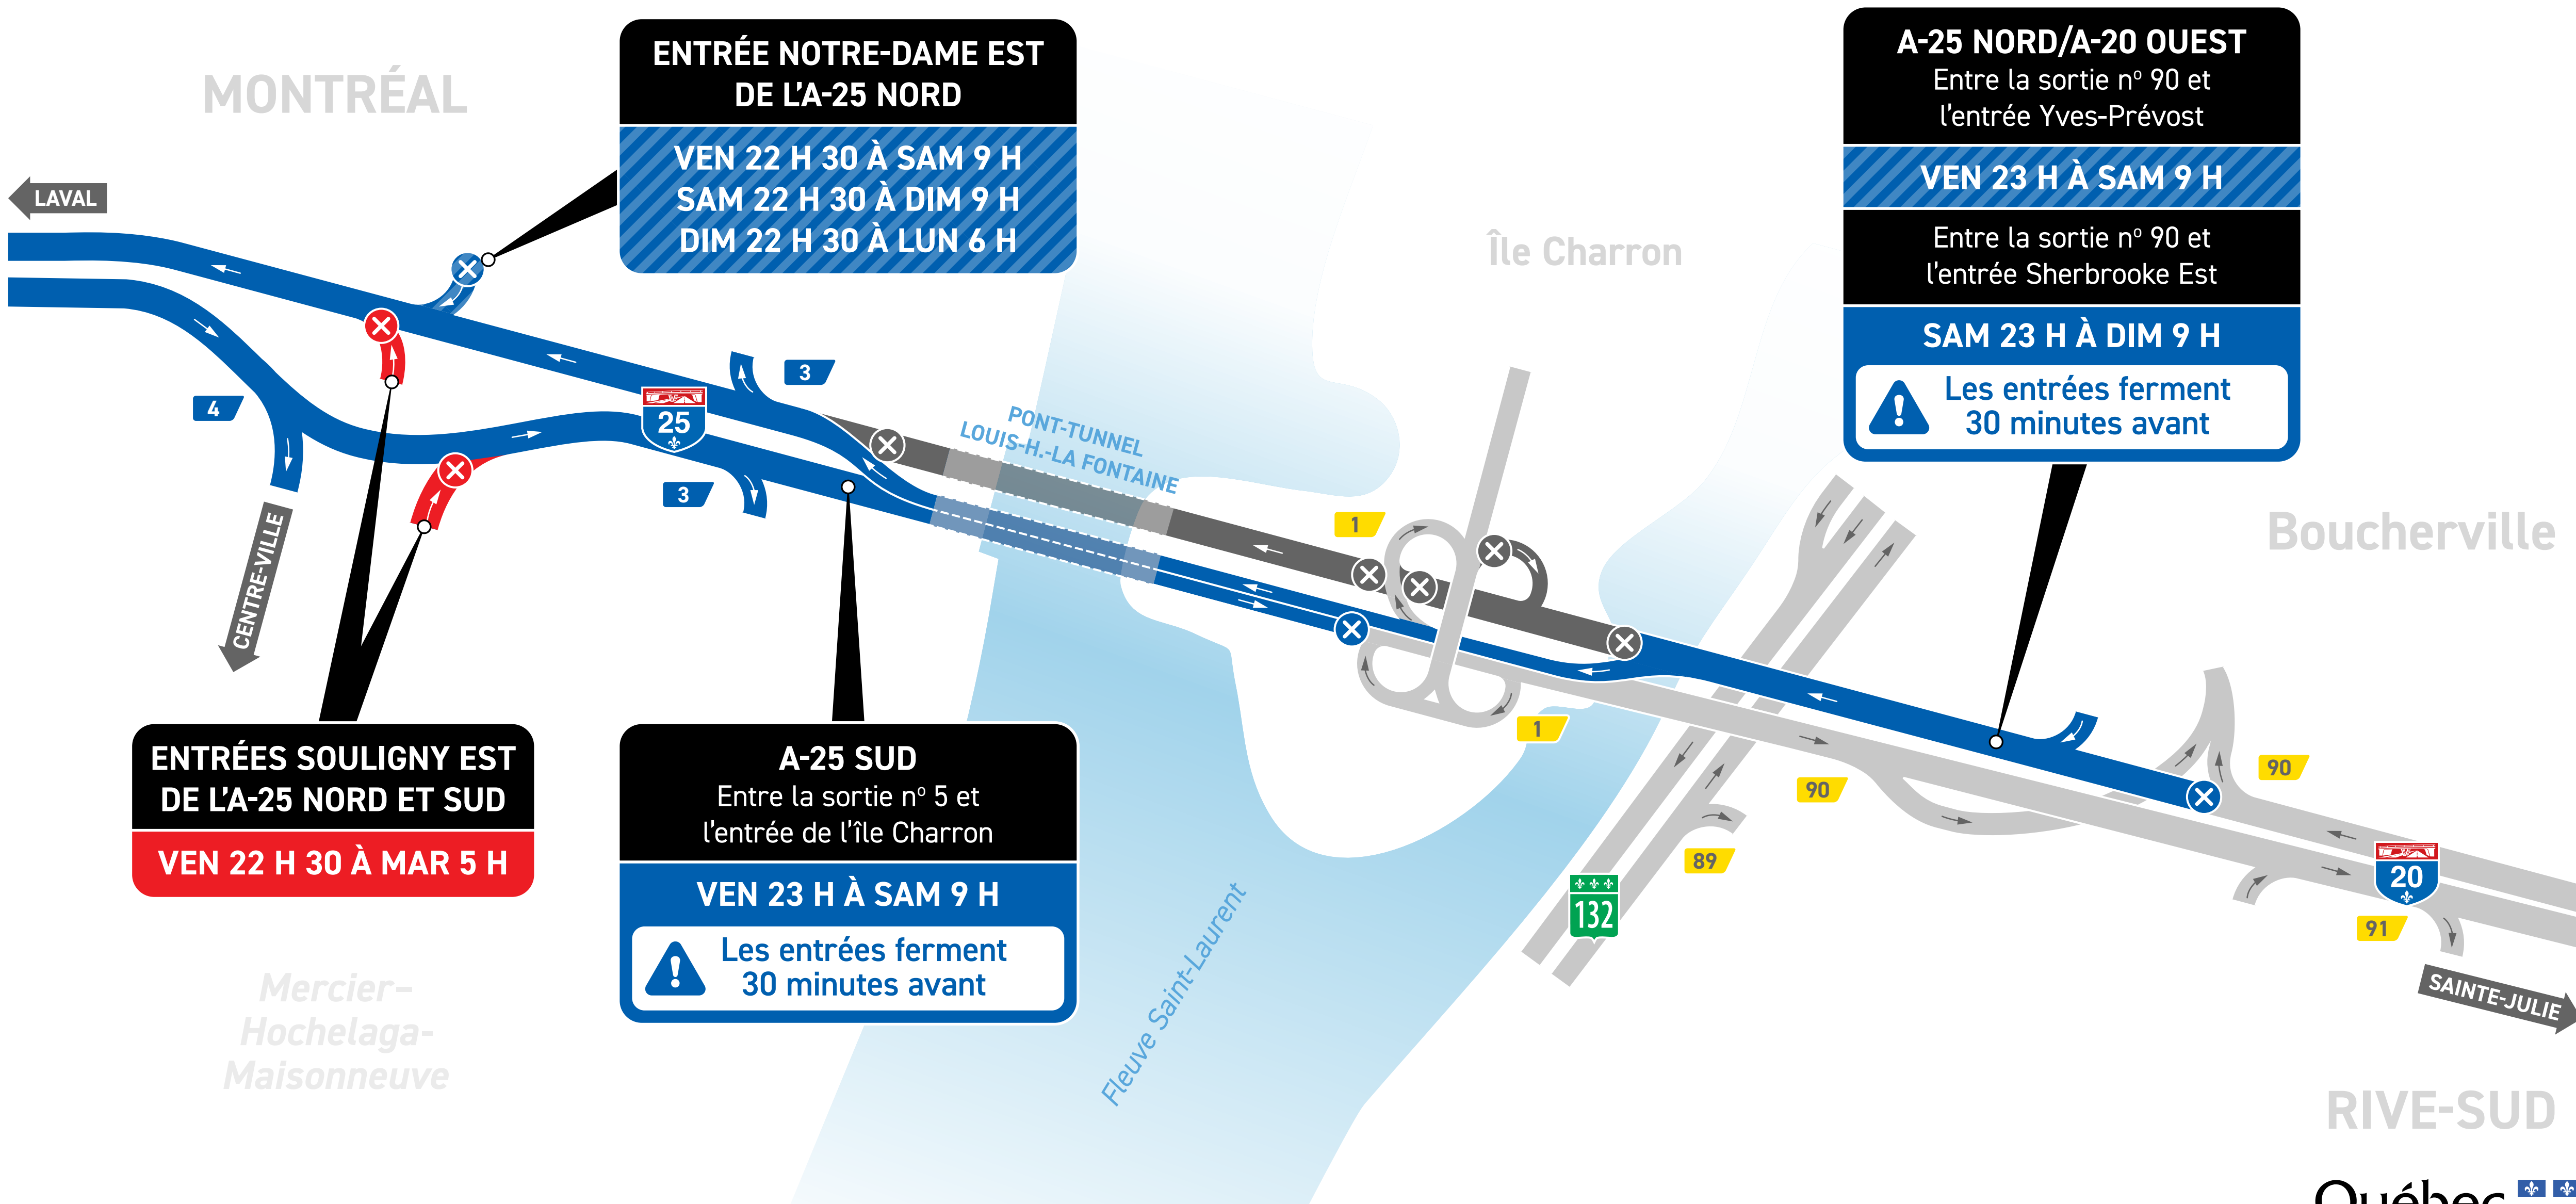 MONTRÉAL
LAVAL
ENTRÉE NOTRE-DAME EST
DE L'A-25 NORD
VEN 22 H 30 À SAM 9 H
SAM 22 H 30 À DIM 9 H
DIM 22 H 30 À LUN 6 H
A-25 NORD/A-20 OUEST
Entre la sortie nº 90 et
l'entrée Yves-Prévost
VEN 23 H À SAM 9 H
Entre la sortie nº 90 et
l'entrée Sherbrooke Est
SAM 23 H À DIM 9 H
Les entrées ferment
30 minutes avant
Île Charron
Boucherville
PONT-TUNNEL
LOUIS-H.-LA FONTAINE
3
4
25
3
1
1
CENTRE-VILLE
ENTRÉES SOULIGNY EST
DE L'A-25 NORD ET SUD
VEN 22 H 30 À MAR 5 H
A-25 SUD
Entre la sortie nº 5 et
l'entrée de l'île Charron
VEN 23 H À SAM 9 H
Les entrées ferment
30 minutes avant
90
90
89
132
20
91
SAINTE-JULIE
Mercier–
Hochelaga-
Maisonneuve
Fleuve Saint-Laurent
RIVE-SUD
Québec